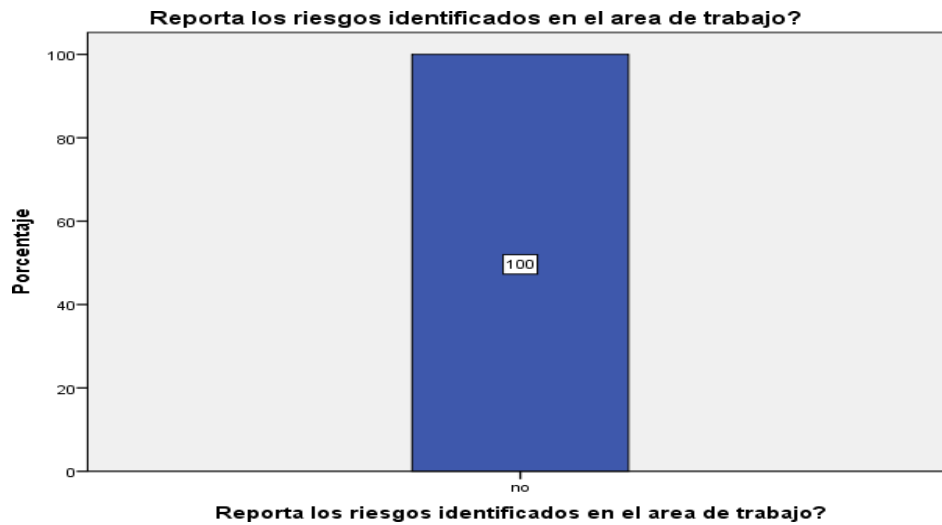 Reporta los riesgos identificados en el area de trabajo?
100
80
60
40
20
0
Porcentaje
100
no
Reporta los riesgos identificados en el area de trabajo?